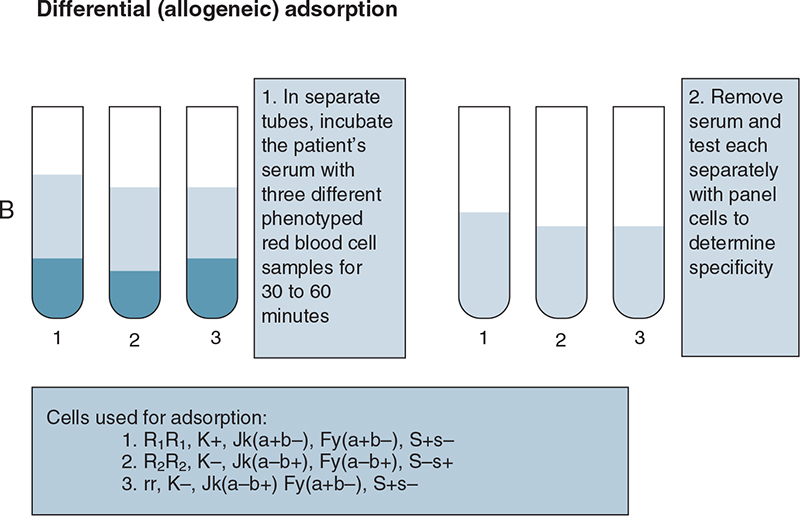 Differential (allogeneic) adsorption
B
1. In separate
tubes, incubate
the patient’s
serum with
three different
phenotyped
red blood cell
samples for
30 to 60
minutes
1 2 3
2. Remove
serum and
test each
separately
with panel
cells to
determine
specificity
1 2 3
Cells used for adsorption:
1. R₁R₁, K+, Jk(a+b–), Fy(a+b–), S+s–
2. R₂R₂, K–, Jk(a–b+), Fy(a–b+), S–s+
3. rr, K–, Jk(a–b+) Fy(a+b–), S+s–